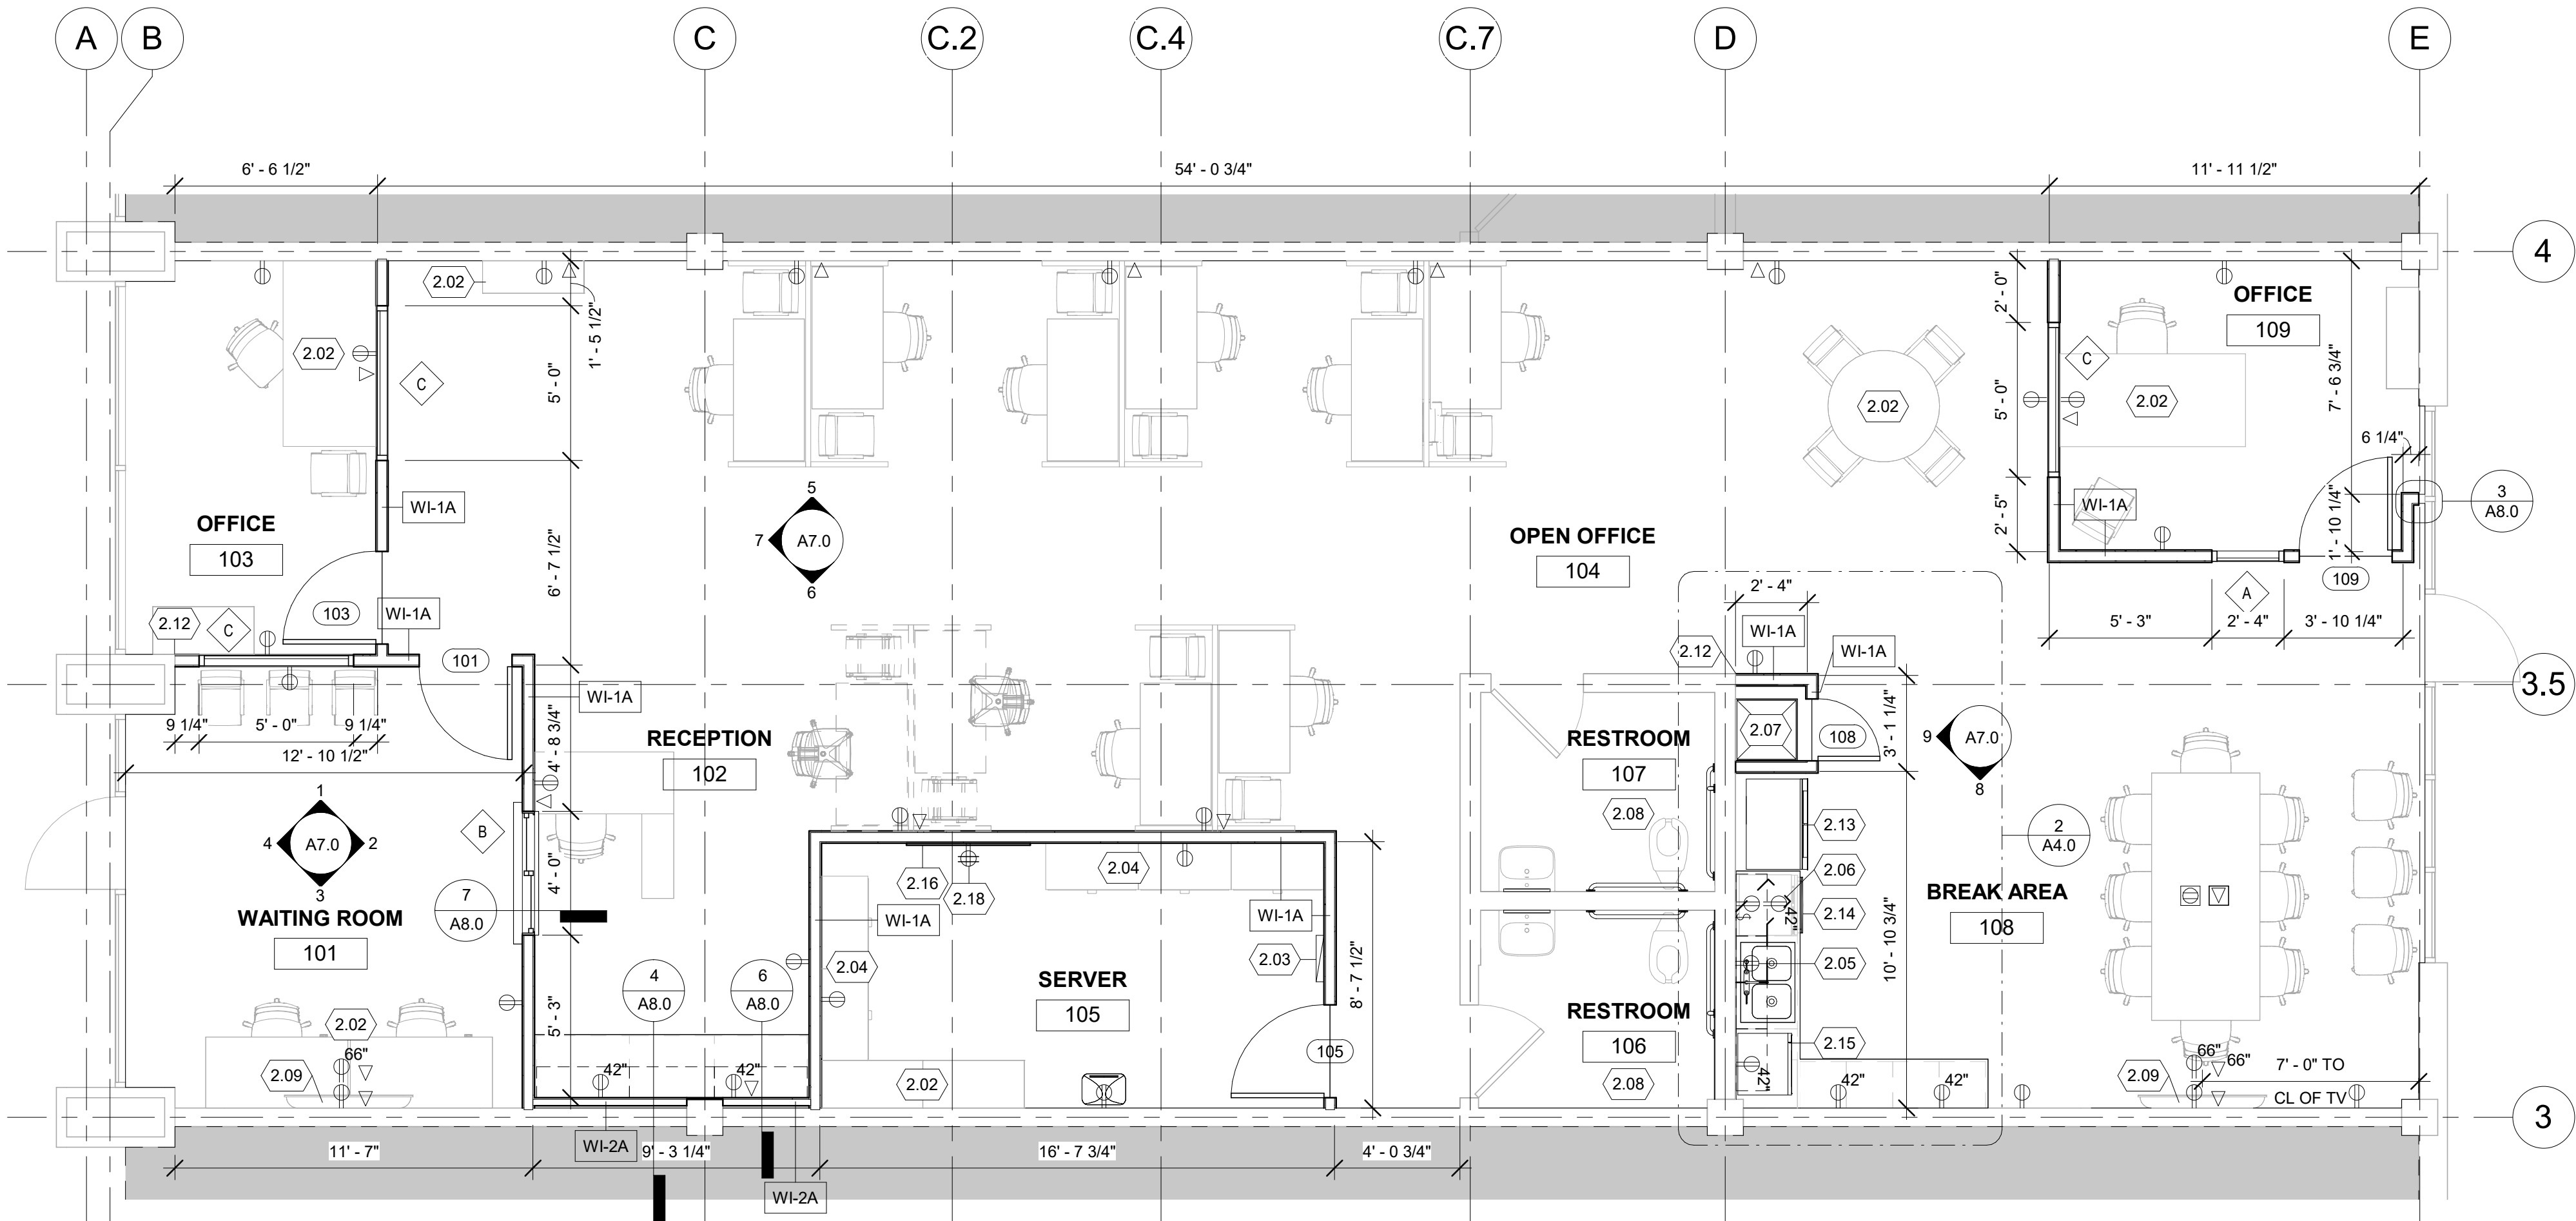 A B C C.2 C.4 C.7 D E
6' - 6 1/2" 54' - 0 3/4" 11' - 11 1/2"
4
2.02
2.02
C
1' - 5 1/2"
5' - 0"
6' - 7 1/2"
WI-1A
OFFICE
103
103
WI-1A
2.12
C
101
WI-1A
9 1/4" 5' - 0" 9 1/4"
12' - 10 1/2"
4' - 8 3/4"
5
7 A7.0
6
RECEPTION
102
1
4 A7.0 2
3
B
4' - 0"
7
A8.0
WAITING ROOM
101
5' - 3"
2.02
66"
2.09
4
A8.0
6
A8.0
42" 42"
WI-2A
WI-2A
11' - 7" 9' - 3 1/4" 16' - 7 3/4" 4' - 0 3/4"
2.16
2.18
2.04
WI-1A
WI-1A
2.04
2.03
SERVER
105
8' - 7 1/2"
105
2.02
OPEN OFFICE
104
2.02
2' - 0"
5' - 0"
2' - 5"
C
OFFICE
109
2.02
7' - 6 3/4"
6 1/4"
WI-1A
1' - 10 1/4"
3
A8.0
109
A
5' - 3" 2' - 4" 3' - 10 1/4"
3.5
2' - 4"
WI-1A
2.12
WI-1A
2.07
108
3' - 1 1/4"
9 A7.0
8
RESTROOM
107
2.08
2.13
2
A4.0
2.06
S
42"
2.14
BREAK AREA
108
2.05
10' - 10 3/4"
RESTROOM
106
2.08
2.15
42"
42" 42"
66"
66"
2.09
7' - 0" TO
CL OF TV
3